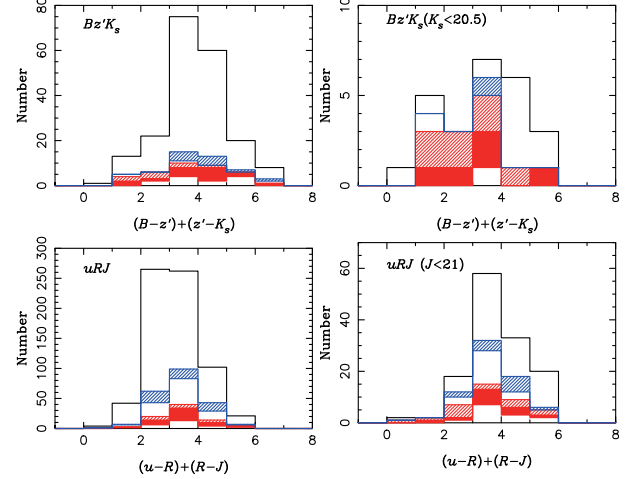 Bz'Ks
80
60
40
20
0
Number
0 2 4 6 8
(B−z')+(z'−Ks)
Bz'Ks(Ks<20.5)
10
5
0
Number
0 2 4 6 8
(B−z')+(z'−Ks)
uRJ
300
250
200
150
100
50
0
Number
0 2 4 6 8
(u−R)+(R−J)
uRJ (J<21)
60
40
20
0
Number
0 2 4 6 8
(u−R)+(R−J)